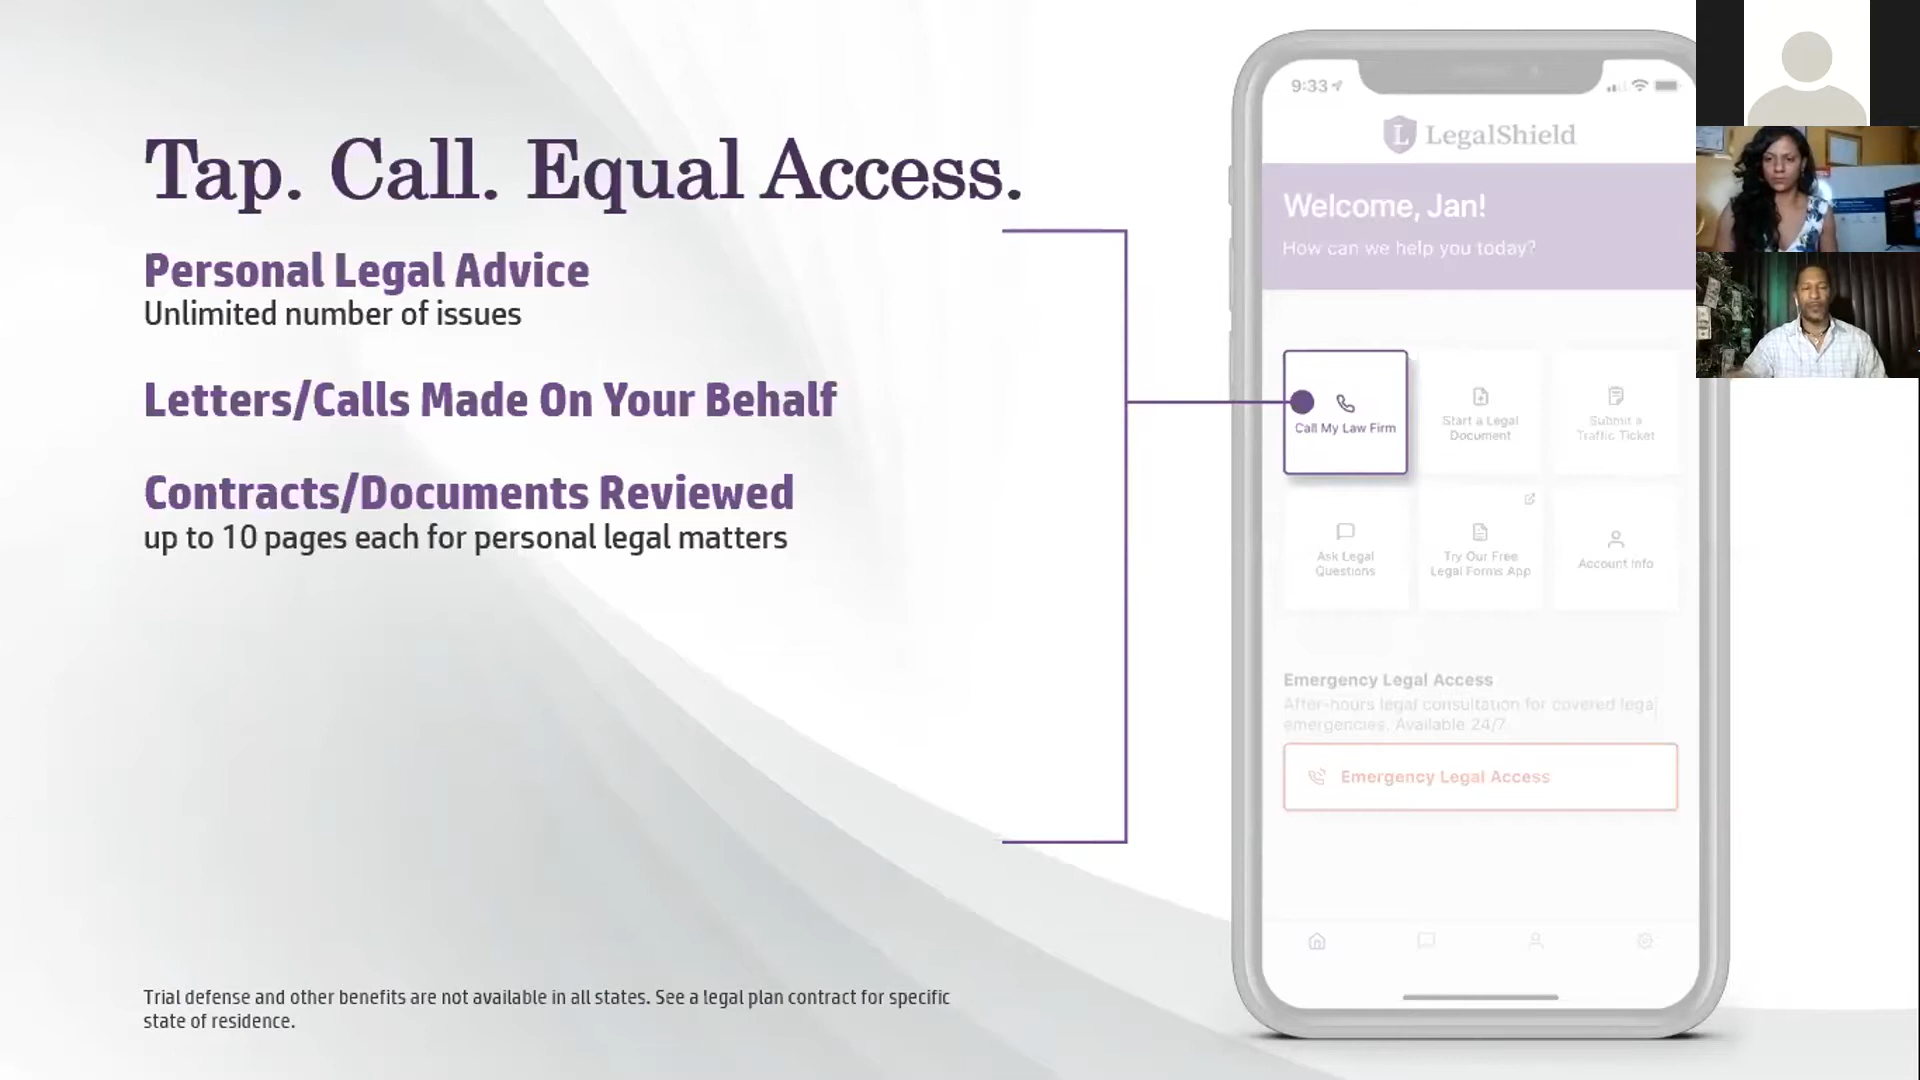 Tap. Call. Equal Access.
Personal Legal Advice
Unlimited number of issues
Letters/Calls Made On Your Behalf
Contracts/Documents Reviewed
up to 10 pages each for personal legal matters
Trial defense and other benefits are not available in all states. See a legal plan contract for specific
state of residence.
9:33
L LegalShield
Welcome, Jan!
How can we help you today?
Call My Law Firm
Start a Legal
Document
Submit a
Traffic Ticket
Ask Legal
Questions
Try Our Free
Legal Forms App
Account Info
Emergency Legal Access
After-hours legal consultation for covered legal
emergencies. Available 24/7
Emergency Legal Access